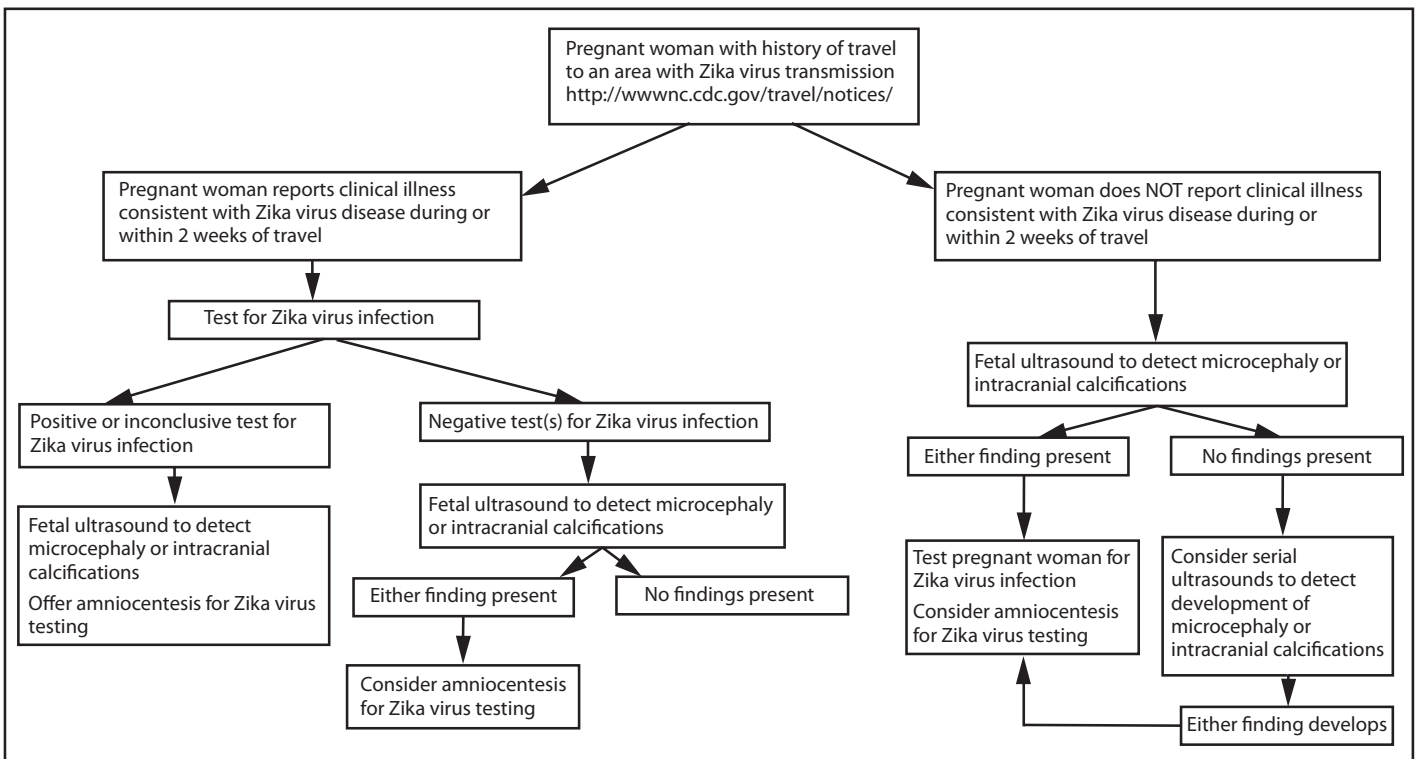 Pregnant woman with history of travel
to an area with Zika virus transmission
http://wwwnc.cdc.gov/travel/notices/
Pregnant woman reports clinical illness
consistent with Zika virus disease during or
within 2 weeks of travel
Test for Zika virus infection
Positive or inconclusive test for
Zika virus infection
Fetal ultrasound to detect
microcephaly or intracranial
calcifications
Offer amniocentesis for Zika virus
testing
Negative test(s) for Zika virus infection
Fetal ultrasound to detect microcephaly
or intracranial calcifications
Either finding present
No findings present
Consider amniocentesis
for Zika virus testing
Pregnant woman does NOT report clinical illness
consistent with Zika virus disease during or
within 2 weeks of travel
Fetal ultrasound to detect microcephaly or
intracranial calcifications
Either finding present
No findings present
Test pregnant woman for
Zika virus infection
Consider amniocentesis
for Zika virus testing
Consider serial
ultrasounds to detect
development of
microcephaly or
intracranial calcifications
Either finding develops